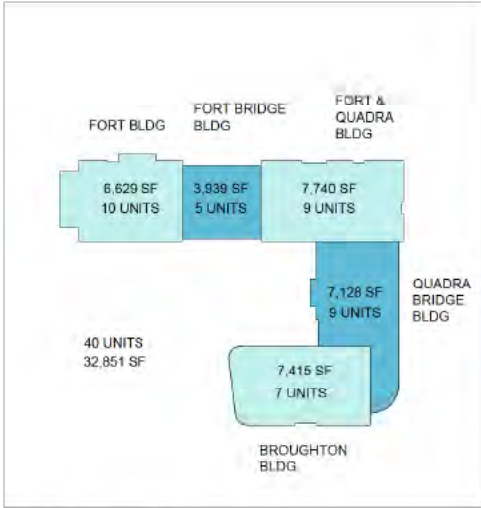 FORT BLDG
FORT BRIDGE
BLDG
FORT &
QUADRA
BLDG
6,629 SF
10 UNITS
3,939 SF
5 UNITS
7,740 SF
9 UNITS
7,128 SF
9 UNITS
QUADRA
BRIDGE
BLDG
40 UNITS
32,851 SF
7,415 SF
7 UNITS
BROUGHTON
BLDG